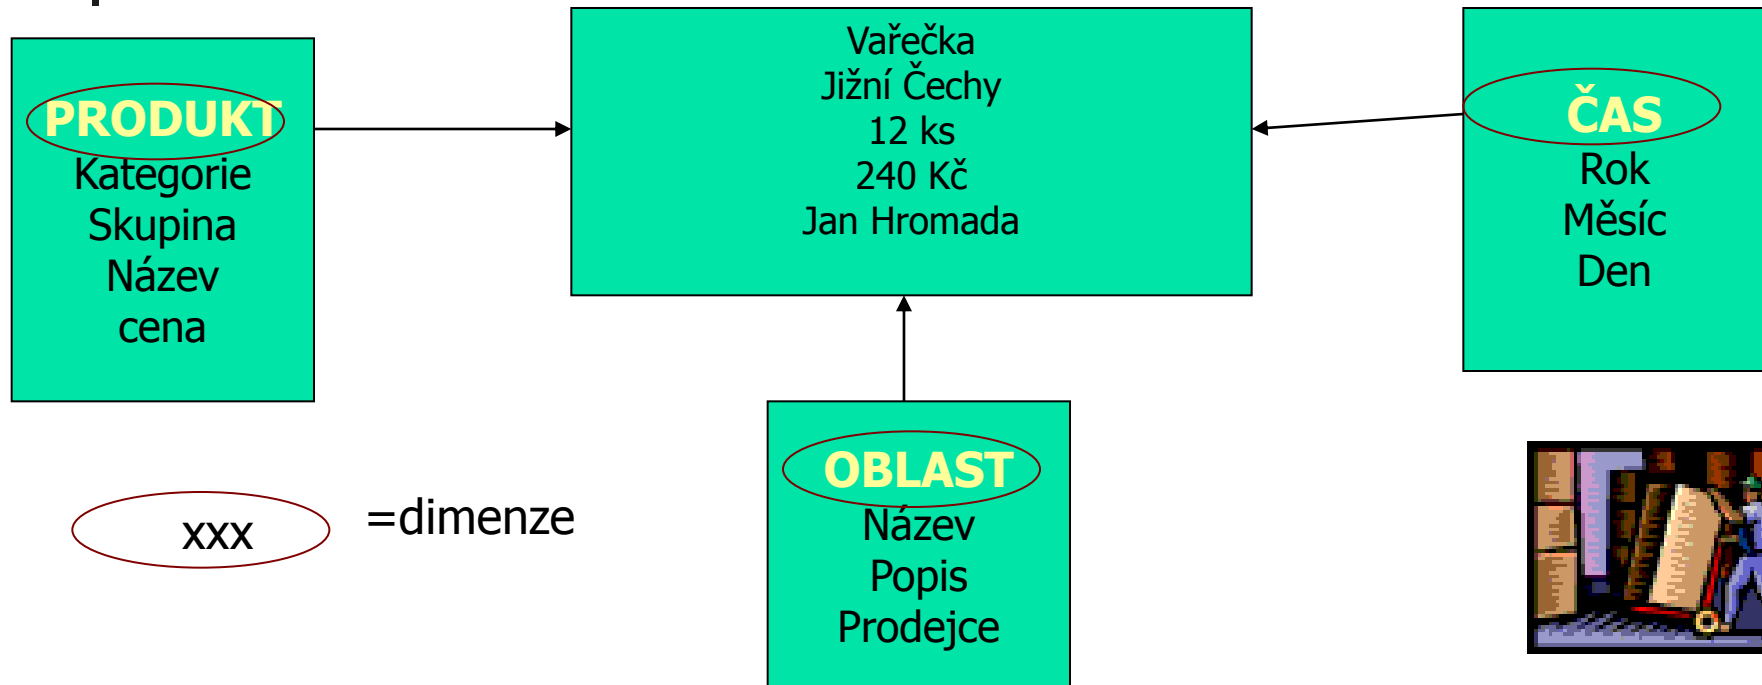 PRODUKT
Kategorie
Skupina
Název
cena
Vařečka
Jižní Čechy
12 ks
240 Kč
Jan Hromada
ČAS
Rok
Měsíc
Den
OBLAST
Název
Popis
Prodejce
xxx =dimenze